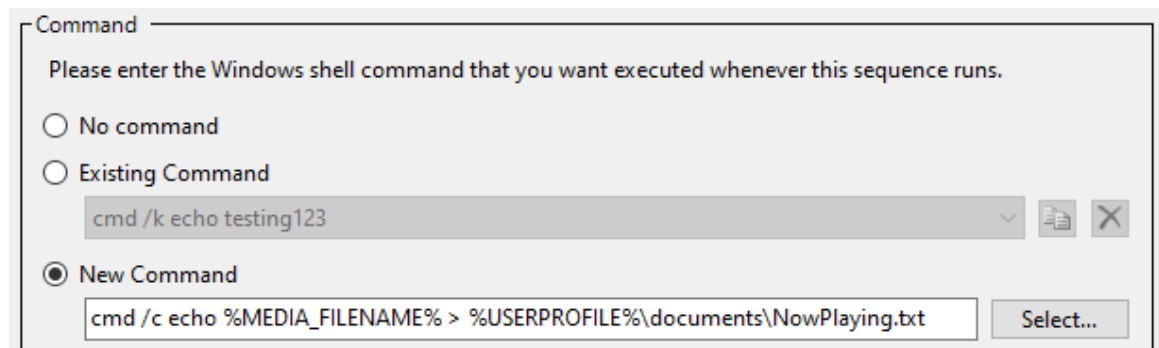 Command
Please enter the Windows shell command that you want executed whenever this sequence runs.
No command
Existing Command
cmd /k echo testing123
New Command
cmd /c echo %MEDIA_FILENAME% > %USERPROFILE%\documents\NowPlaying.txt
Select...